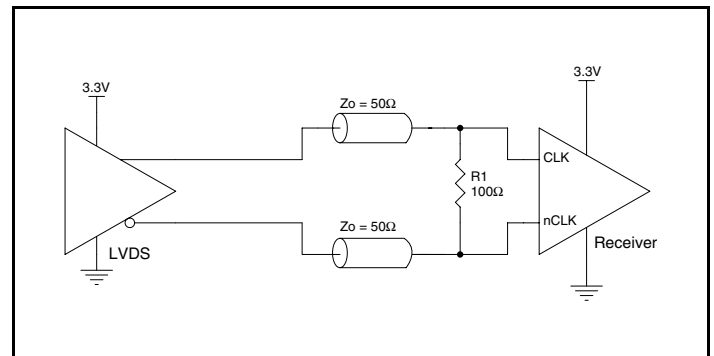 3.3V
LVDS
Zo = 50Ω
Zo = 50Ω
R1
100Ω
3.3V
CLK
nCLK
Receiver